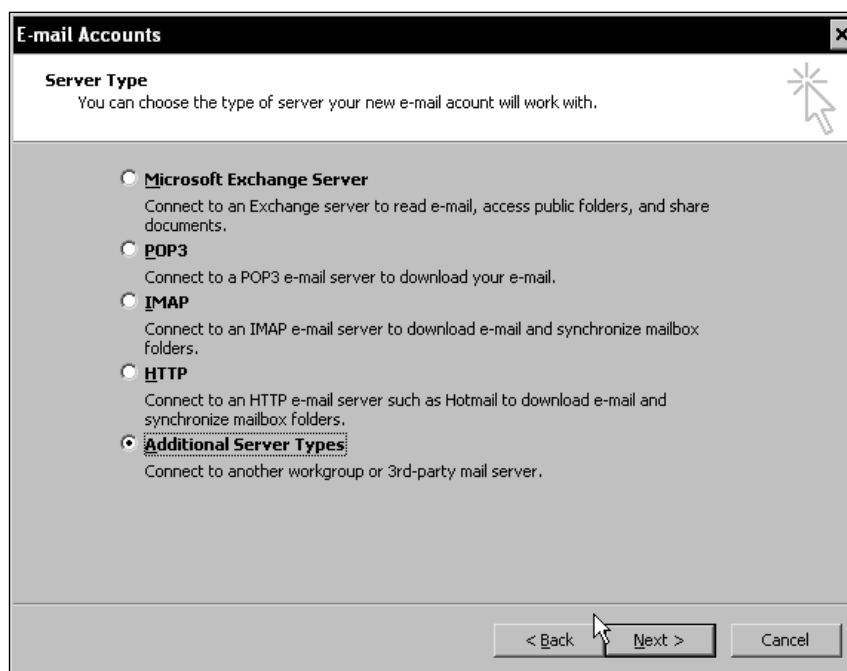 E-mail Accounts
Server Type
You can choose the type of server your new e-mail acount will work with.
Microsoft Exchange Server
Connect to an Exchange server to read e-mail, access public folders, and share
documents.
POP3
Connect to a POP3 e-mail server to download your e-mail.
IMAP
Connect to an IMAP e-mail server to download e-mail and synchronize mailbox
folders.
HTTP
Connect to an HTTP e-mail server such as Hotmail to download e-mail and
synchronize mailbox folders.
Additional Server Types
Connect to another workgroup or 3rd-party mail server.
< Back Next > Cancel